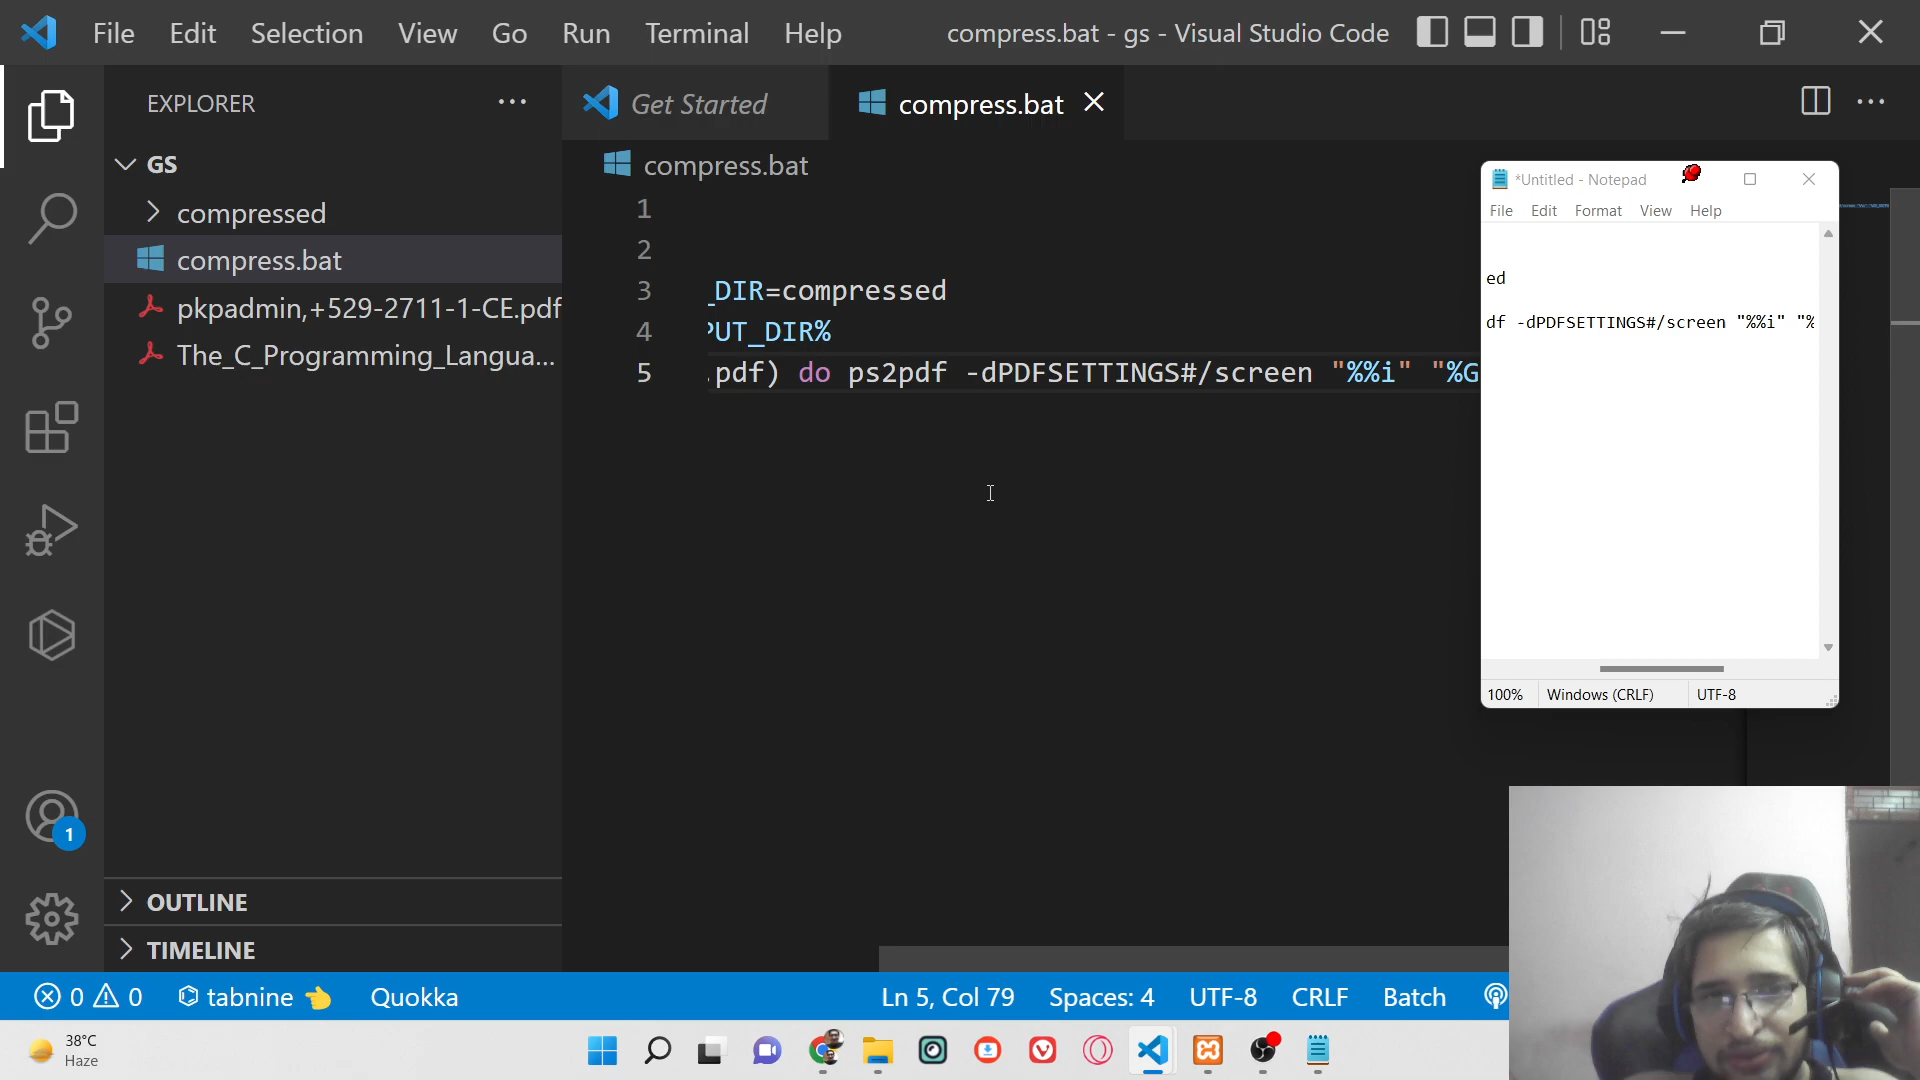 File Edit Selection View Go Run Terminal Help
compress.bat - gs - Visual Studio Code
EXPLORER
GS
compressed
compress.bat
pkpadmin,+529-2711-1-CE.pdf
The_C_Programming_Langua...
OUTLINE
TIMELINE
1
Get Started
compress.bat
compress.bat
1
2
3 _DIR=compressed
4 PUT_DIR%
5 .pdf) do ps2pdf -dPDFSETTINGS#/screen "%%i" "%G
*Untitled - Notepad
File Edit Format View Help
ed
df -dPDFSETTINGS#/screen "%%i" "%
100% Windows (CRLF) UTF-8
0 0 tabnine Quokka
Ln 5, Col 79 Spaces: 4 UTF-8 CRLF Batch
38°C
Haze